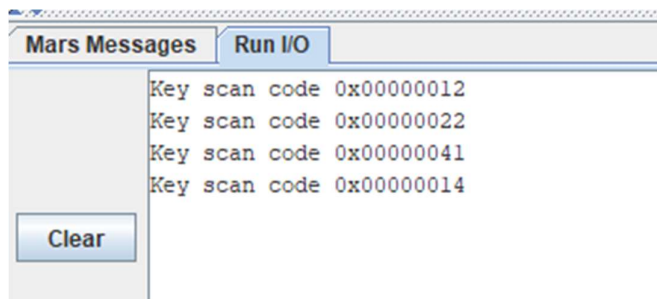 Mars Messages Run I/O
Key scan code 0x00000012
Key scan code 0x00000022
Key scan code 0x00000041
Key scan code 0x00000014
Clear